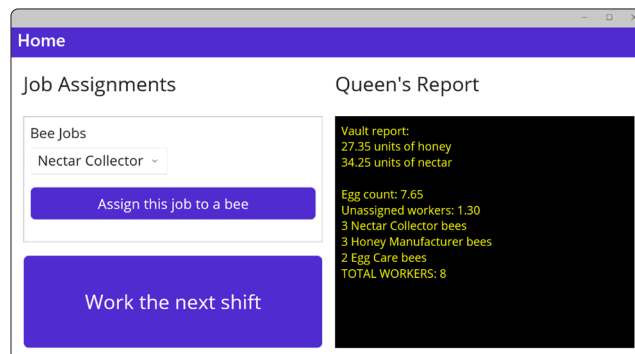 Home
Job Assignments
Bee Jobs
Nectar Collector
Assign this job to a bee
Work the next shift
Queen's Report
Vault report:
27.35 units of honey
34.25 units of nectar
Egg count: 7.65
Unassigned workers: 1.30
3 Nectar Collector bees
3 Honey Manufacturer bees
2 Egg Care bees
TOTAL WORKERS: 8